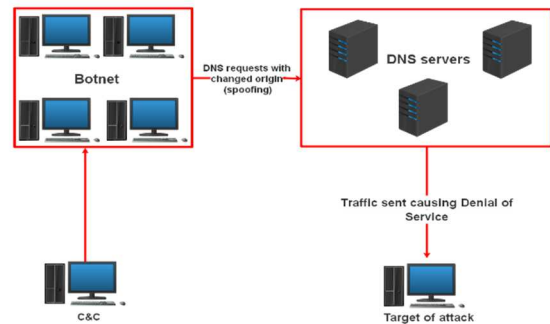 Botnet
DNS requests with
changed origin
(spoofing)
DNS servers
Traffic sent causing Denial of
Service
C&C
Target of attack